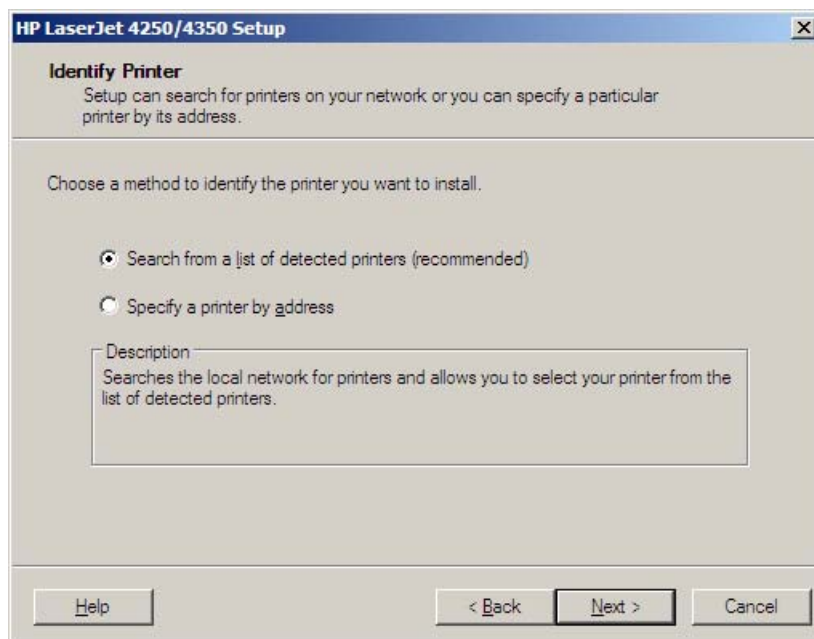 HP LaserJet 4250/4350 Setup
Identify Printer
Setup can search for printers on your network or you can specify a particular
printer by its address.
Choose a method to identify the printer you want to install.
Search from a list of detected printers (recommended)
Specify a printer by address
Description
Searches the local network for printers and allows you to select your printer from the
list of detected printers.
Help
< Back
Next >
Cancel